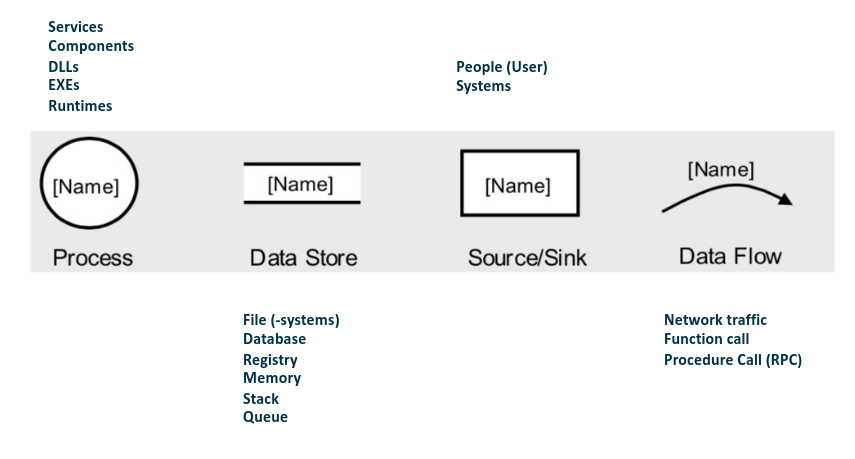 Services
Components
DLLs
EXEs
Runtimes
People (User)
Systems
[Name]
[Name]
[Name]
[Name]
Process
Data Store
Source/Sink
Data Flow
File (-systems)
Database
Registry
Memory
Stack
Queue
Network traffic
Function call
Procedure Call (RPC)